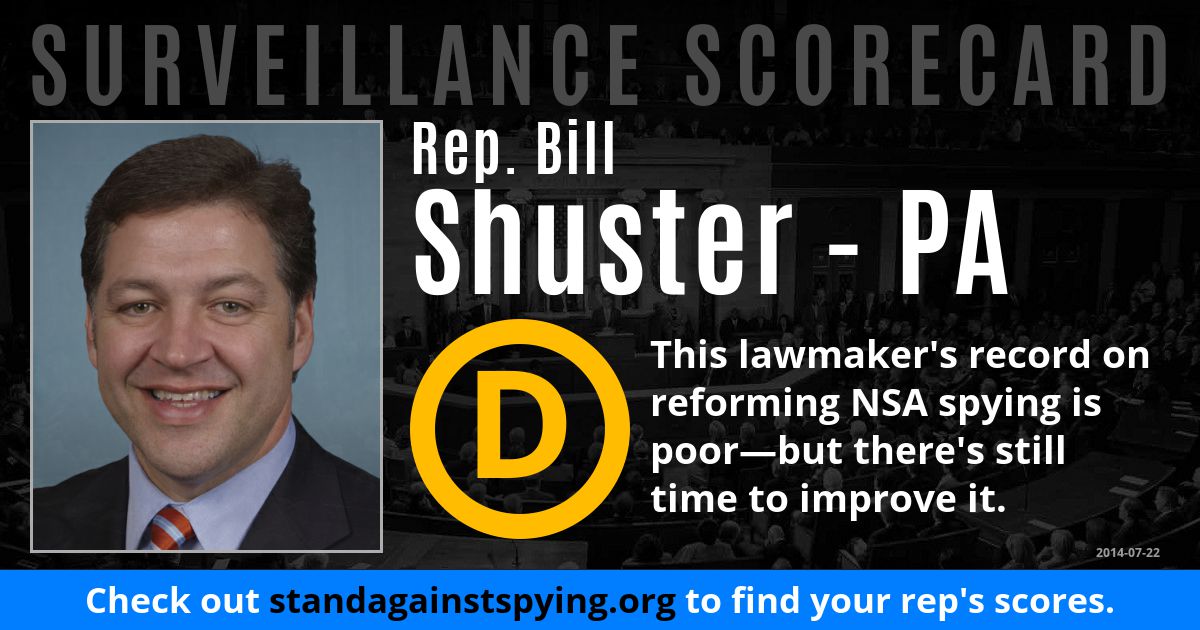 SURVEILLANCE SCORECARD
Rep. Bill
Shuster - PA
D
This lawmaker's record on
reforming NSA spying is
poor—but there's still
time to improve it.
2014-07-22
Check out standagainstspying.org to find your rep's scores.